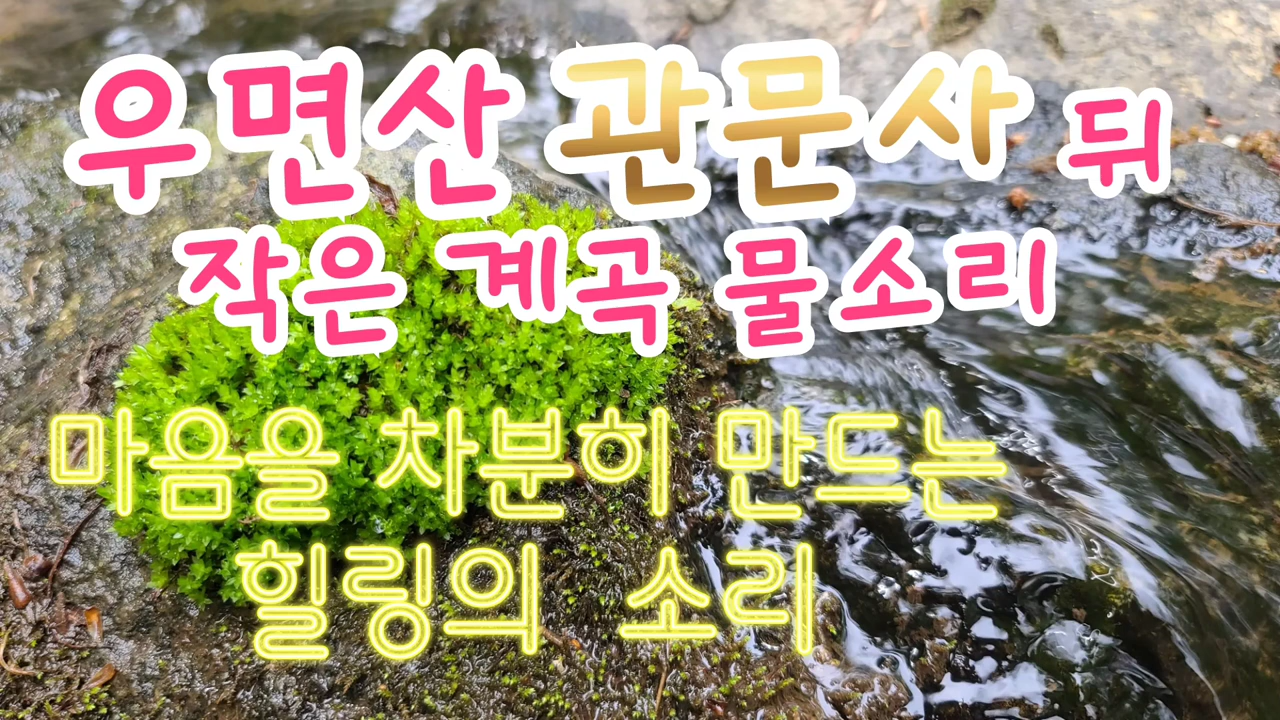 우면산 관문사 뒤
작은 계곡 물소리
마음을 차분히 만드는
힐링의 소리